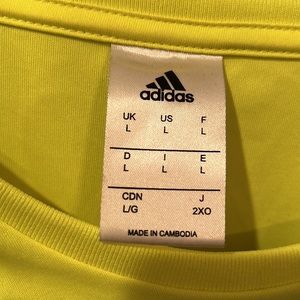 adidas
UK US F
L L L
D I E
L L L
CDN J
L/G 2XO
MADE IN CAMBODIA